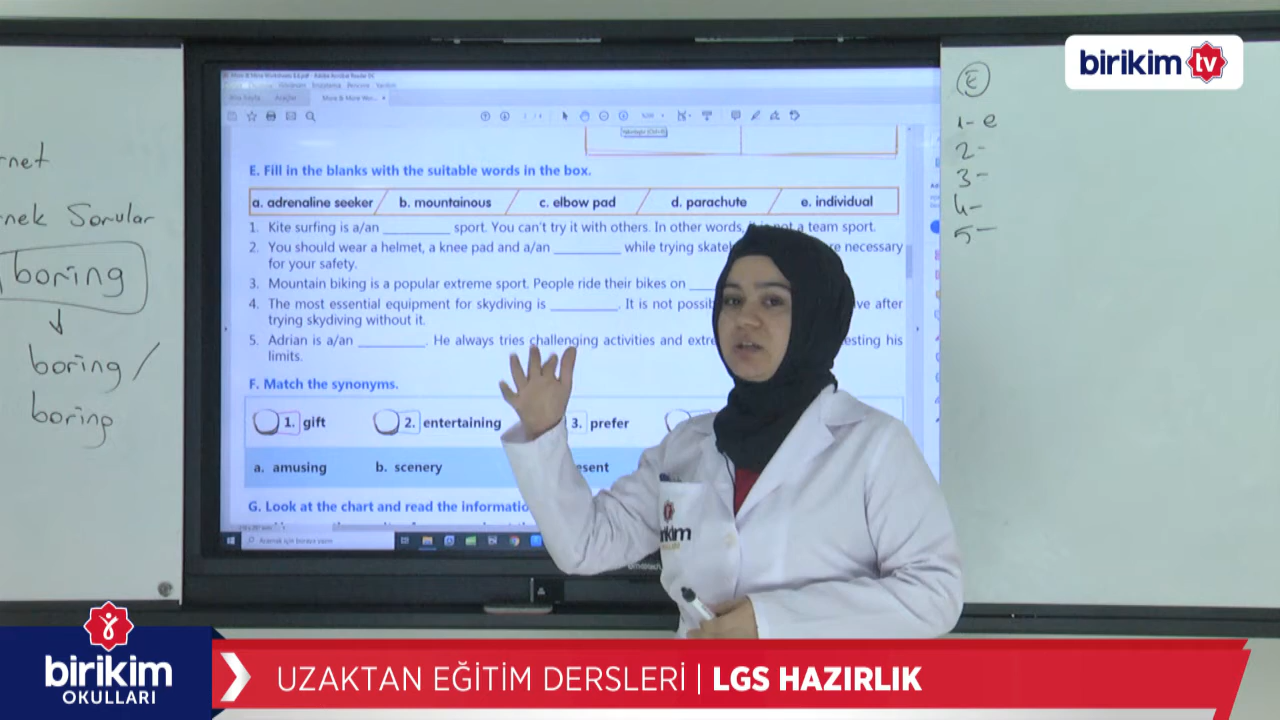 birikim tv
rnet
nek Sorular
boring
boring /
boring
E
1- e
2-
3-
4-
5-
E. Fill in the blanks with the suitable words in the box.
a. adrenaline seeker b. mountainous c. elbow pad d. parachute e. individual
1. Kite surfing is a/an __________ sport. You can't try it with others. In other words, it is not a team sport.
2. You should wear a helmet, a knee pad and a/an __________ while trying skate re necessary
for your safety.
3. Mountain biking is a popular extreme sport. People ride their bikes on
4. The most essential equipment for skydiving is __________. It is not possib ve after
trying skydiving without it.
5. Adrian is a/an __________. He always tries challenging activities and extre esting his
limits.
F. Match the synonyms.
1. gift 2. entertaining 3. prefer
a. amusing b. scenery esent
G. Look at the chart and read the informatio
Aramak için buraya yazın
rikim
birikim
OKULLARI
UZAKTAN EĞİTİM DERSLERİ | LGS HAZIRLIK